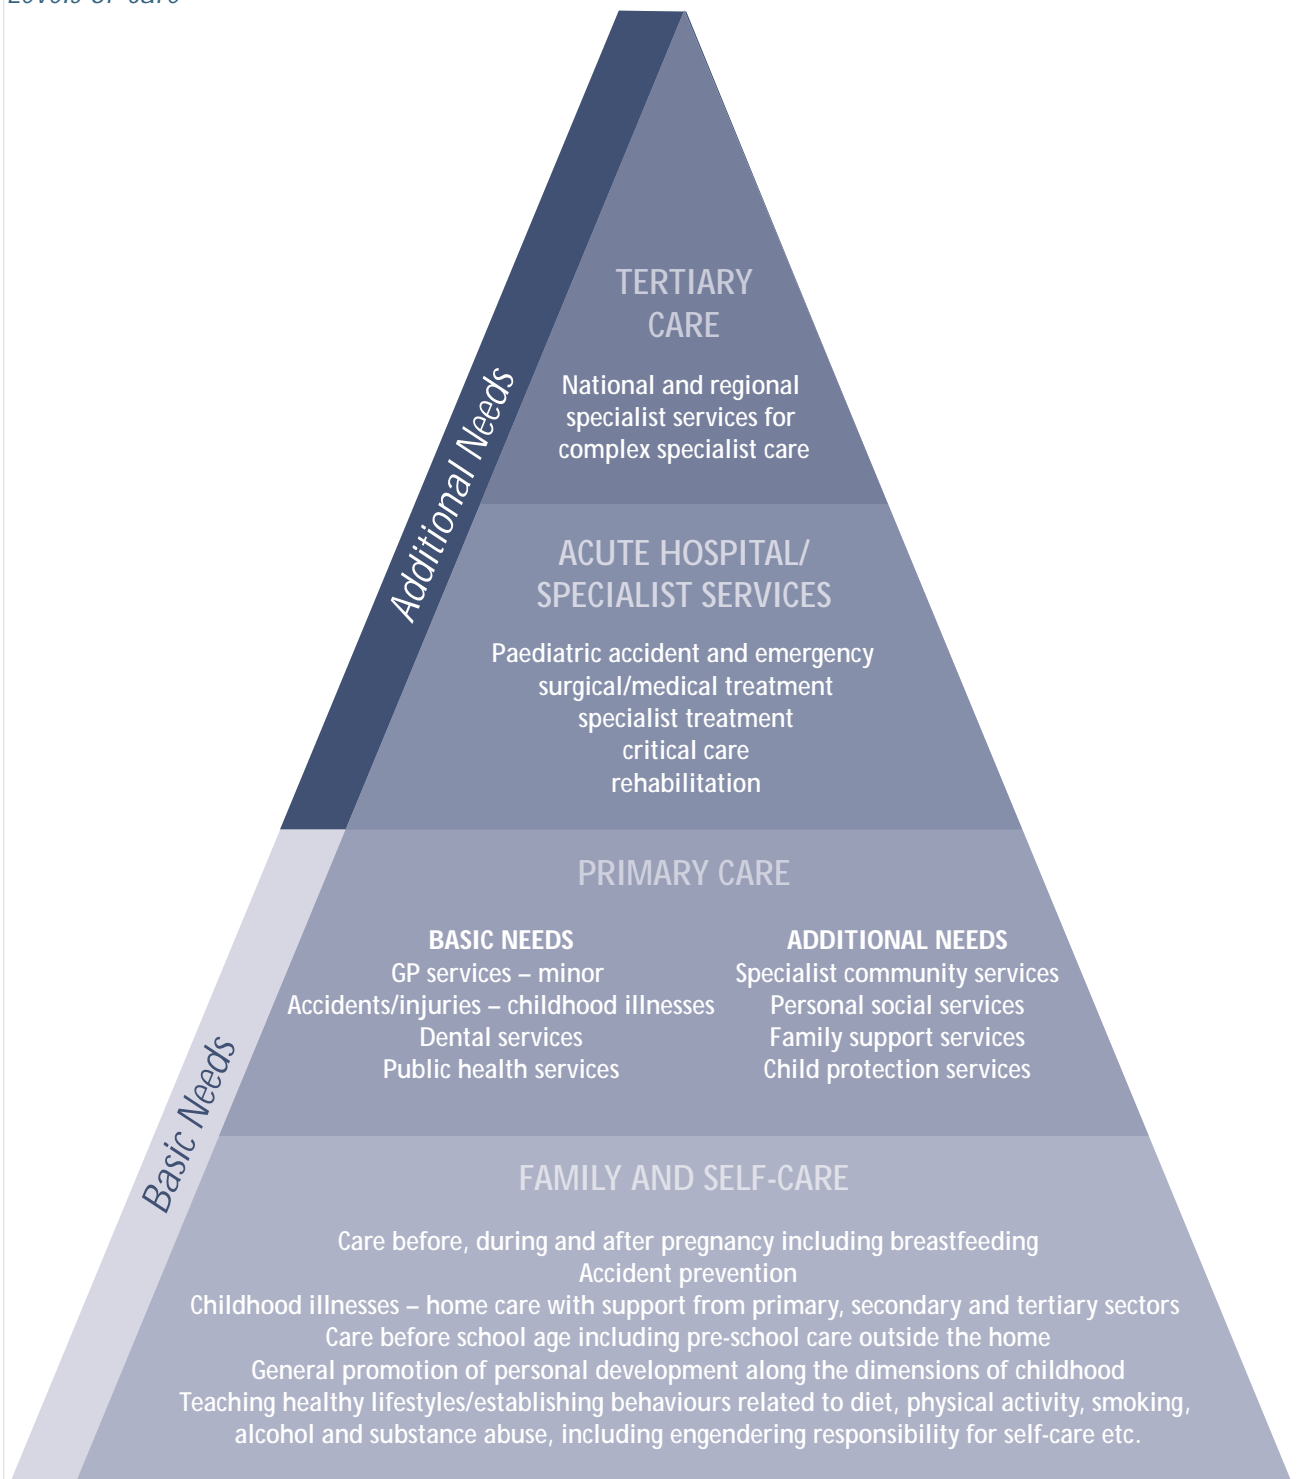 Levels of care
TERTIARY
CARE
National and regional
specialist services for
complex specialist care
Additional Needs
ACUTE HOSPITAL/
SPECIALIST SERVICES
Paediatric accident and emergency
surgical/medical treatment
specialist treatment
critical care
rehabilitation
PRIMARY CARE
BASIC NEEDS
GP services – minor
Accidents/injuries – childhood illnesses
Dental services
Public health services
ADDITIONAL NEEDS
Specialist community services
Personal social services
Family support services
Child protection services
Basic Needs
FAMILY AND SELF-CARE
Care before, during and after pregnancy including breastfeeding
Accident prevention
Childhood illnesses – home care with support from primary, secondary and tertiary sectors
Care before school age including pre-school care outside the home
General promotion of personal development along the dimensions of childhood
Teaching healthy lifestyles/establishing behaviours related to diet, physical activity, smoking,
alcohol and substance abuse, including engendering responsibility for self-care etc.